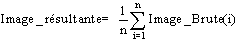 Image_résultante= 1/n n∑i=1 Image_Brute(i)